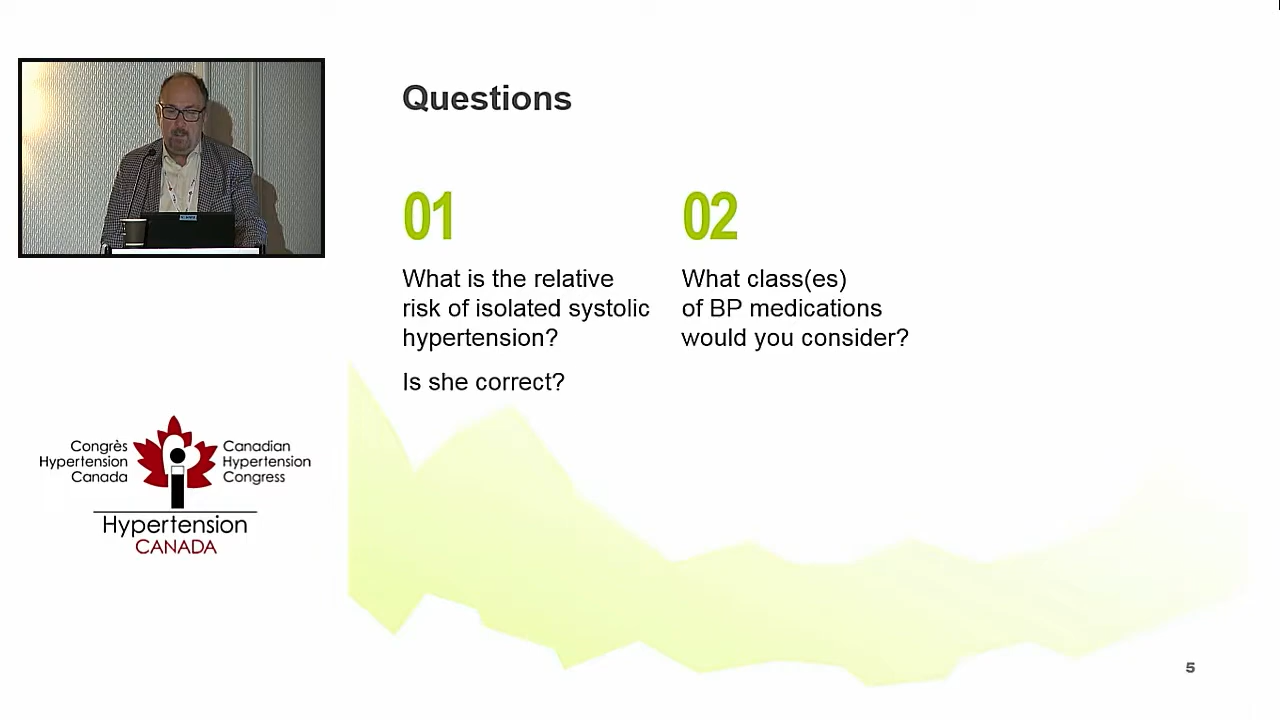 Questions
01
What is the relative
risk of isolated systolic
hypertension?
Is she correct?
02
What class(es)
of BP medications
would you consider?
Congrès
Hypertension
Canada
Canadian
Hypertension
Congress
Hypertension
CANADA
5